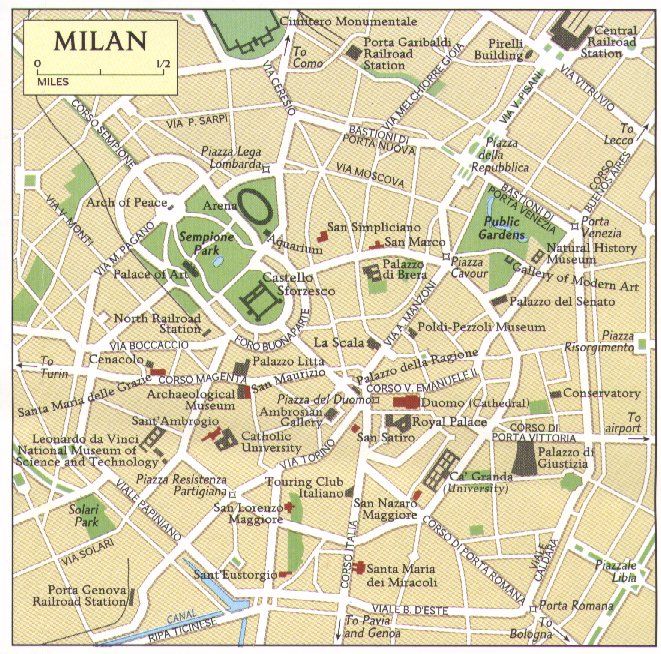 MILAN
0 1/2
MILES
Cimitero Monumentale
To
Como
Porta Garibaldi
Railroad
Station
Pirelli
Building
Central
Railroad
Station
VIA CERESIO
VIA MELCHIORRE GIOIA
VIA V. PISANI
VIA VITRUVIO
CORSO SEMPIONE
VIA P. SARPI
BASTIONI DI
PORTA NUOVA
To
Lecco
Piazza Lega
Lombarda
Piazza
della
Repubblica
VIA MOSCOVA
CORSO
BUENOS AIRES
BASTIONI DI
PORTA VENEZIA
Arch of Peace
Arena
VIA V. MONTI
VIA M. PAGANO
Sempione
Park
Aquarium
San Simpliciano
San Marco
Public
Gardens
Porta
Venezia
Natural History
Museum
Palace of Art
Castello
Sforzesco
Palazzo
di Brera
Piazza
Cavour
Gallery of Modern Art
Palazzo del Senato
North Railroad
Station
FORO BUONAPARTE
VIA A. MANZONI
Poldi-Pezzoli Museum
La Scala
VIA BOCCACCIO
Piazza
Risorgimento
To
Turin
Cenacolo
Palazzo Litta
Palazzo della Ragione
Santa Maria delle Grazie
CORSO MAGENTA
San Maurizio
CORSO V. EMANUELE II
Archaeological
Museum
Piazza del Duomo
Duomo (Cathedral)
Conservatory
Ambrosian
Gallery
Royal Palace
Sant'Ambrogio
San Satiro
To
airport
CORSO DI
PORTA VITTORIA
Leonardo da Vinci
National Museum of
Science and Technology
Catholic
University
VIA TORINO
Palazzo di
Giustizia
Piazza Resistenza
Partigiana
Touring Club
Italiano
Ca' Granda
(University)
VIALE PAPINIANO
Solari
Park
San Lorenzo
Maggiore
San Nazaro
Maggiore
VIA SOLARI
CORSO ITALIA
CORSO DI PORTA ROMANA
VIALE
CALDARA
Sant'Eustorgio
Santa Maria
dei Miracoli
Piazzale
Libia
Porta Genova
Railroad Station
CANAL
RIPA TICINESE
VIALE B. D'ESTE
Porta Romana
To Pavia
and Genoa
To
Bologna